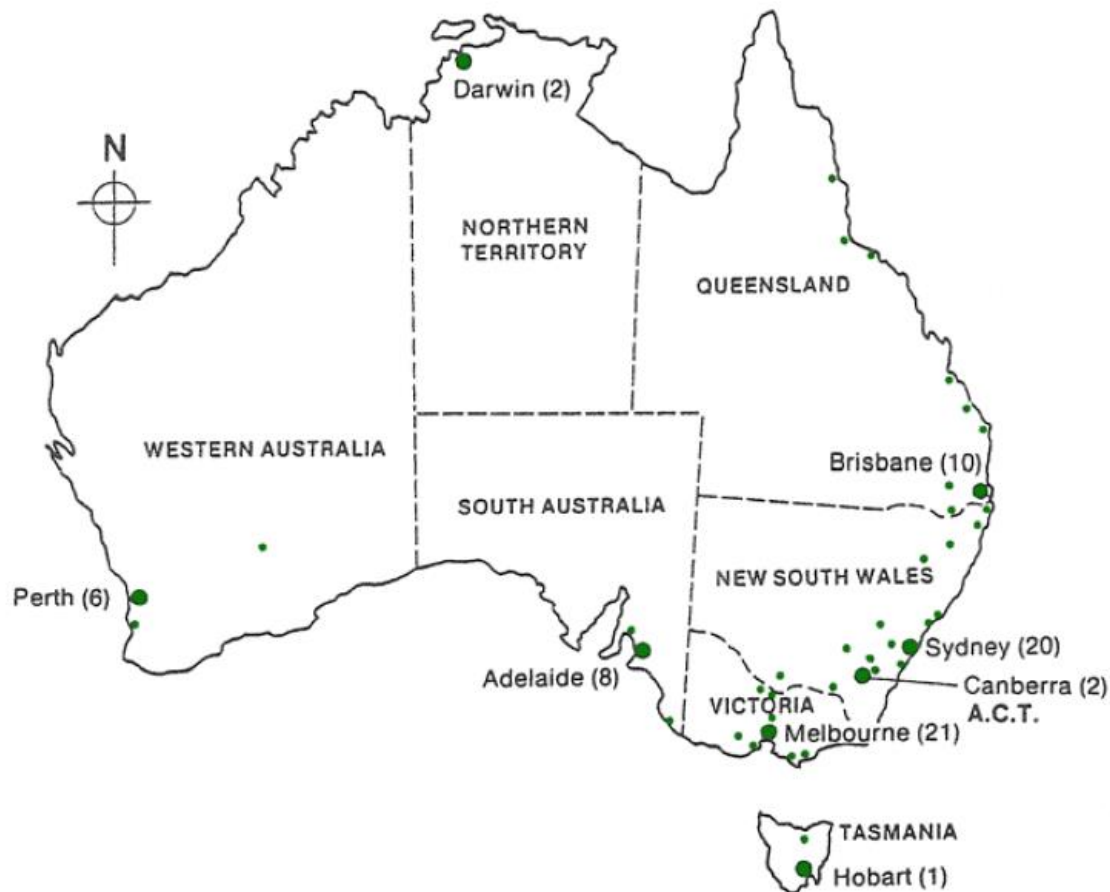 Darwin (2)
N
NORTHERN
TERRITORY
QUEENSLAND
WESTERN AUSTRALIA
Brisbane (10)
SOUTH AUSTRALIA
NEW SOUTH WALES
Perth (6)
Sydney (20)
Adelaide (8)
Canberra (2)
A.C.T.
VICTORIA
Melbourne (21)
TASMANIA
Hobart (1)